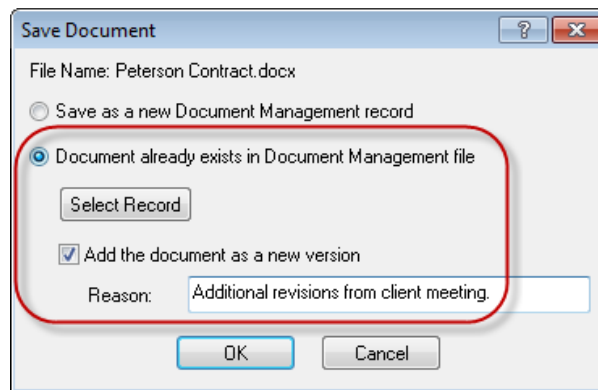 Save Document
File Name: Peterson Contract.docx
Save as a new Document Management record
Document already exists in Document Management file
Select Record
Add the document as a new version
Reason: Additional revisions from client meeting.
OK Cancel